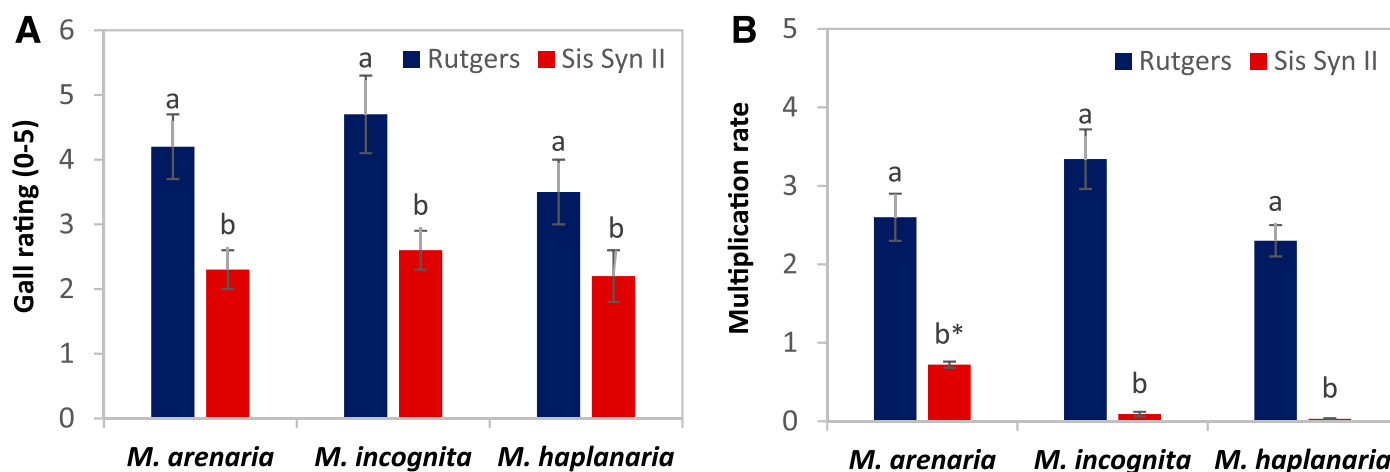 A
Gall rating (0-5)
6
5
4
3
2
1
0
Rutgers
Sis Syn II
a
b
a
b
a
b
M. arenaria
M. incognita
M. haplanaria
B
Multiplication rate
5
4
3
2
1
0
Rutgers
Sis Syn II
a
b*
a
b
a
b
M. arenaria
M. incognita
M. haplanaria